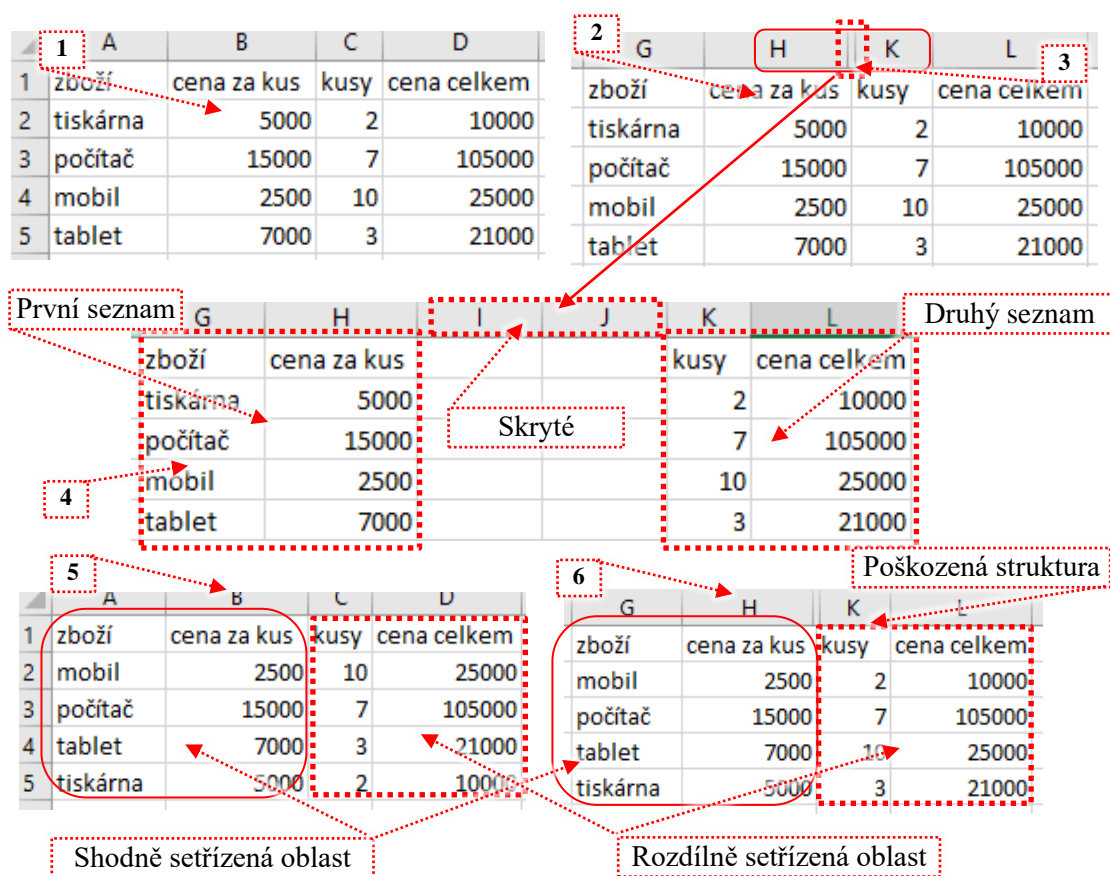 1 A B C D
1 zboží cena za kus kusy cena celkem
2 tiskárna 5000 2 10000
3 počítač 15000 7 105000
4 mobil 2500 10 25000
5 tablet 7000 3 21000
2 G H K L 3
zboží cena za kus kusy cena celkem
tiskárna 5000 2 10000
počítač 15000 7 105000
mobil 2500 10 25000
tablet 7000 3 21000
První seznam
Druhý seznam
G H I J K L
zboží cena za kus kusy cena celkem
tiskárna 5000 2 10000
Skryté
počítač 15000 7 105000
4
mobil 2500 10 25000
tablet 7000 3 21000
5
A B C D
1 zboží cena za kus kusy cena celkem
2 mobil 2500 10 25000
3 počítač 15000 7 105000
4 tablet 7000 3 21000
5 tiskárna 5000 2 10000
6
Poškozená struktura
G H K L
zboží cena za kus kusy cena celkem
mobil 2500 2 10000
počítač 15000 7 105000
tablet 7000 10 25000
tiskárna 5000 3 21000
Shodně setřízená oblast
Rozdílně setřízená oblast